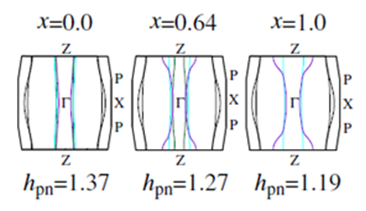 x=0.0 x=0.64 x=1.0
Z Z Z
P P P
Γ X Γ X Γ X
P P P
Z Z Z
hpn=1.37 hpn=1.27 hpn=1.19